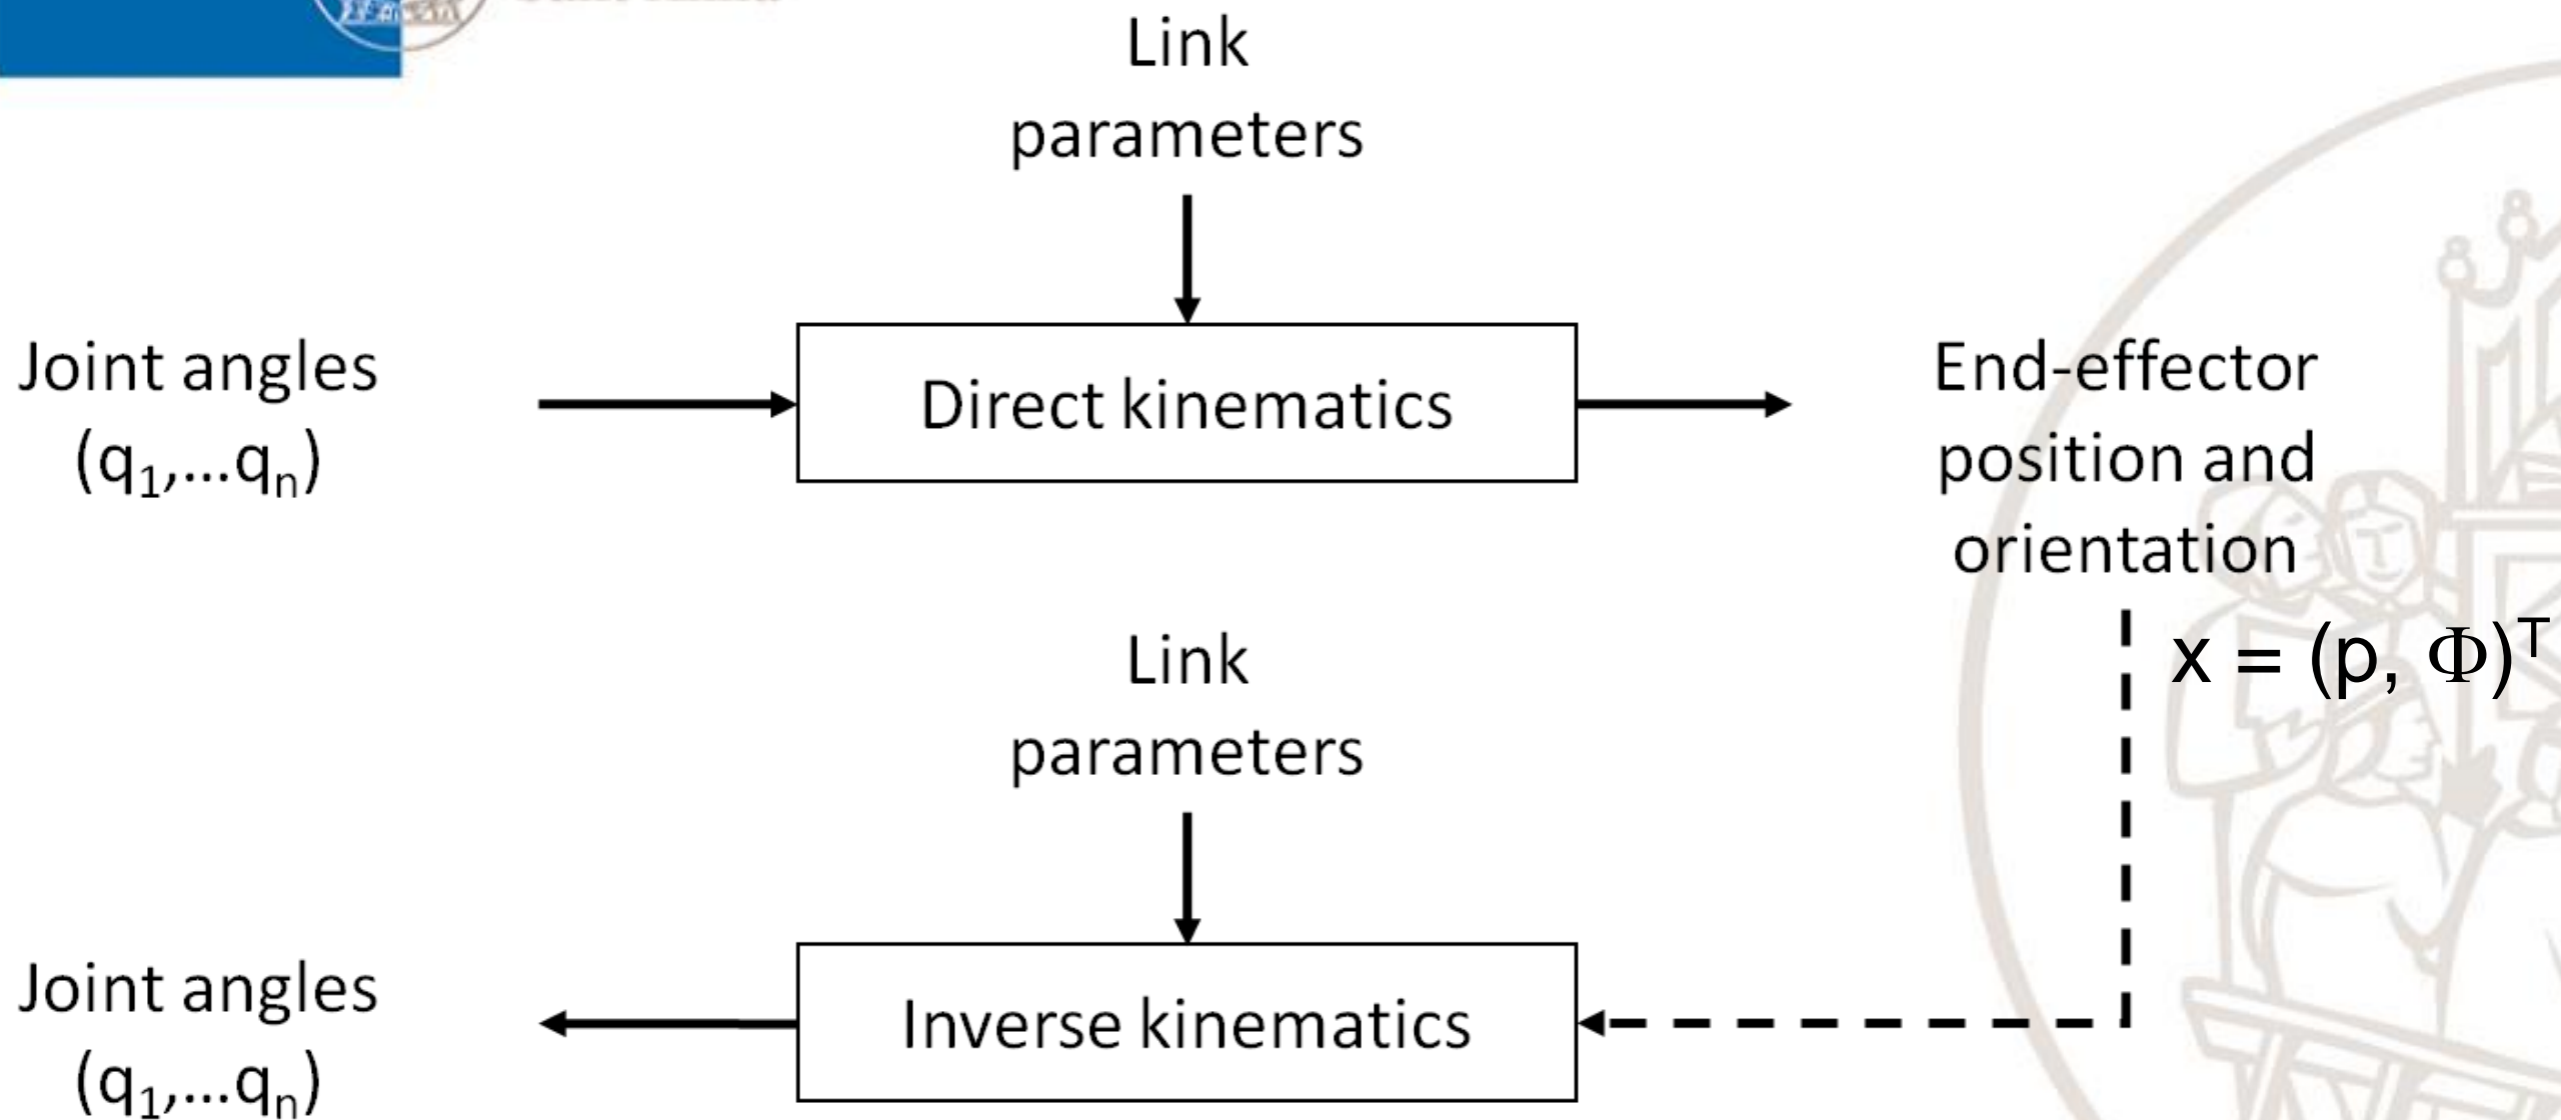 Link
parameters
Joint angles
(q₁,...qₙ)
Direct kinematics
End-effector
position and
orientation
x = (p, Φ)ᵀ
Link
parameters
Joint angles
(q₁,...qₙ)
Inverse kinematics